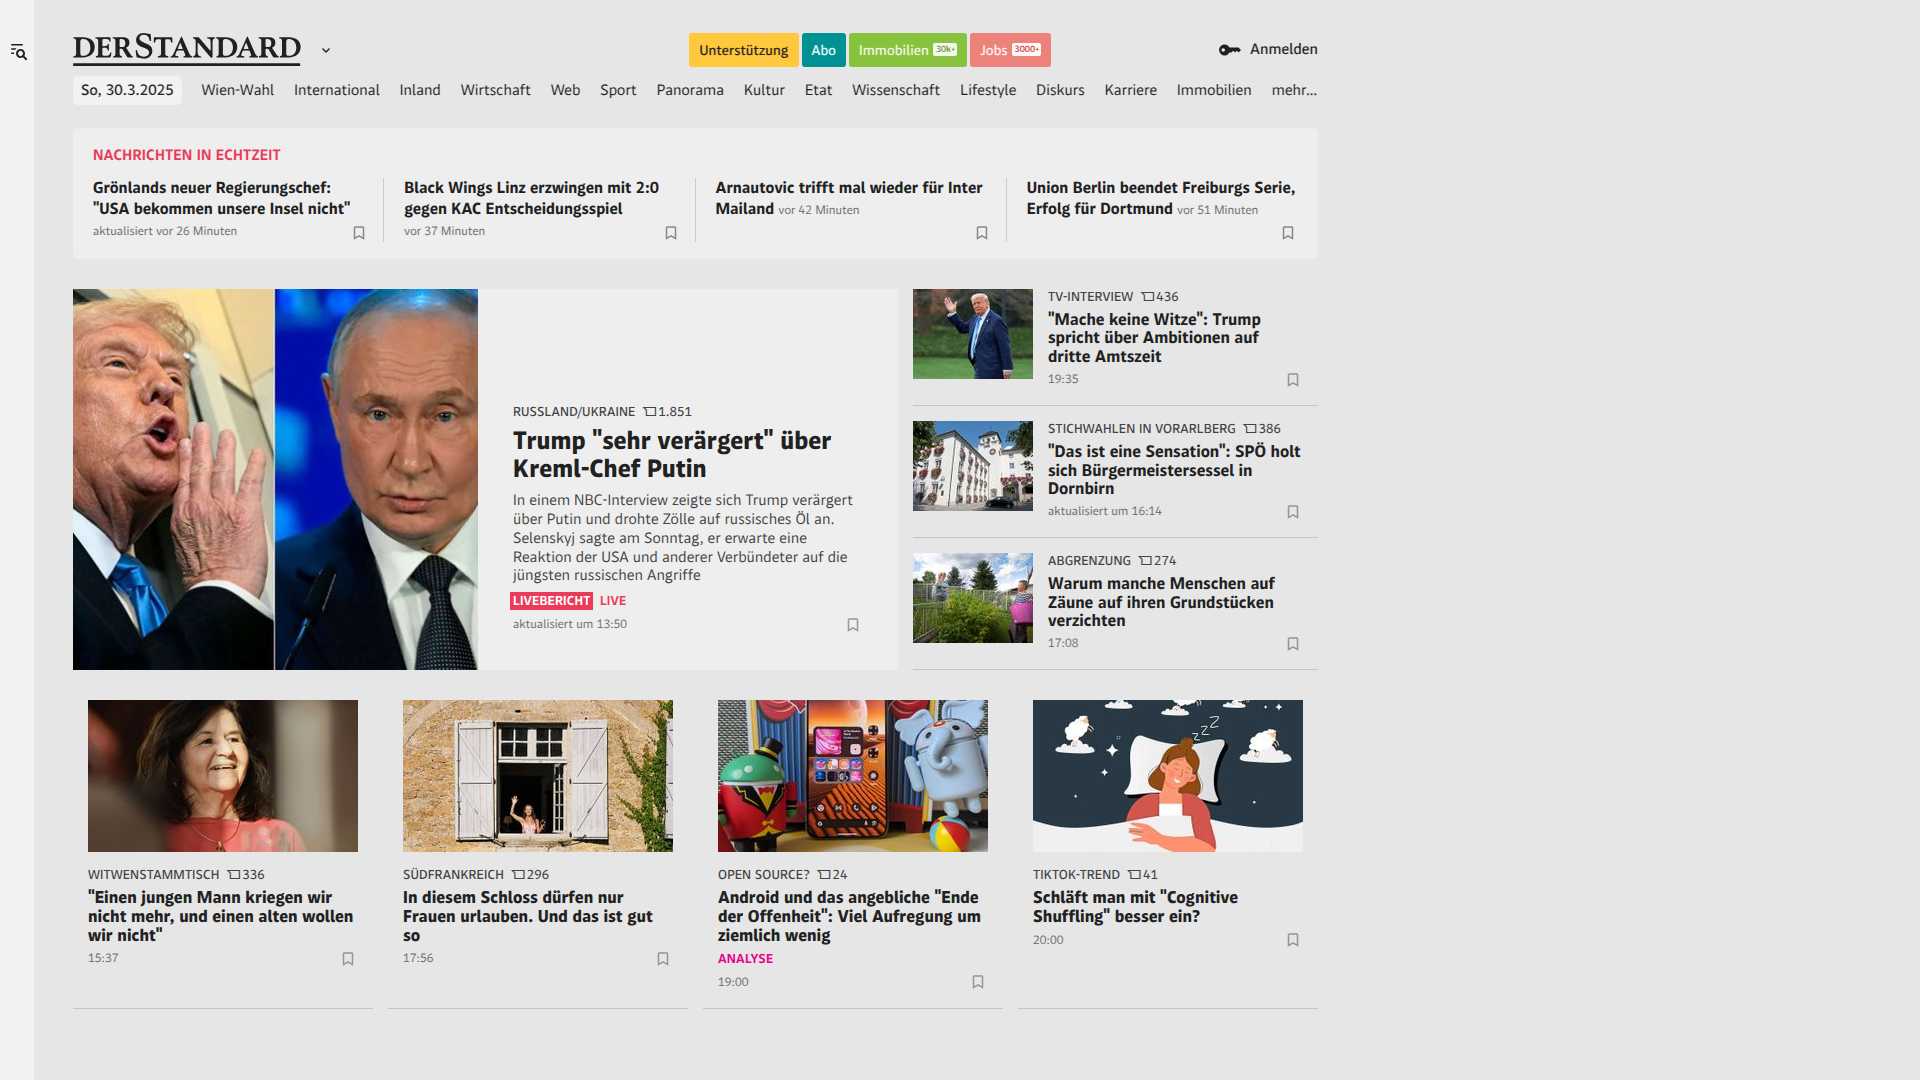 DERSTANDARD
Unterstützung
Abo
Immobilien 30k+
Jobs 3000+
Anmelden
So, 30.3.2025
Wien-Wahl
International
Inland
Wirtschaft
Web
Sport
Panorama
Kultur
Etat
Wissenschaft
Lifestyle
Diskurs
Karriere
Immobilien
mehr...
NACHRICHTEN IN ECHTZEIT
Grönlands neuer Regierungschef:
"USA bekommen unsere Insel nicht"
aktualisiert vor 26 Minuten
Black Wings Linz erzwingen mit 2:0
gegen KAC Entscheidungsspiel
vor 37 Minuten
Arnautovic trifft mal wieder für Inter
Mailand vor 42 Minuten
Union Berlin beendet Freiburgs Serie,
Erfolg für Dortmund vor 51 Minuten
RUSSLAND/UKRAINE 1.851
Trump "sehr verärgert" über
Kreml-Chef Putin
In einem NBC-Interview zeigte sich Trump verärgert
über Putin und drohte Zölle auf russisches Öl an.
Selenskyj sagte am Sonntag, er erwarte eine
Reaktion der USA und anderer Verbündeter auf die
jüngsten russischen Angriffe
LIVEBERICHT LIVE
aktualisiert um 13:50
TV-INTERVIEW 436
"Mache keine Witze": Trump
spricht über Ambitionen auf
dritte Amtszeit
19:35
STICHWAHLEN IN VORARLBERG 386
"Das ist eine Sensation": SPÖ holt
sich Bürgermeistersessel in
Dornbirn
aktualisiert um 16:14
ABGRENZUNG 274
Warum manche Menschen auf
Zäune auf ihren Grundstücken
verzichten
17:08
WITWENSTAMMTISCH 336
"Einen jungen Mann kriegen wir
nicht mehr, und einen alten wollen
wir nicht"
15:37
SÜDFRANKREICH 296
In diesem Schloss dürfen nur
Frauen urlauben. Und das ist gut
so
17:56
OPEN SOURCE? 24
Android und das angebliche "Ende
der Offenheit": Viel Aufregung um
ziemlich wenig
ANALYSE
19:00
zZZ
TIKTOK-TREND 41
Schläft man mit "Cognitive
Shuffling" besser ein?
20:00